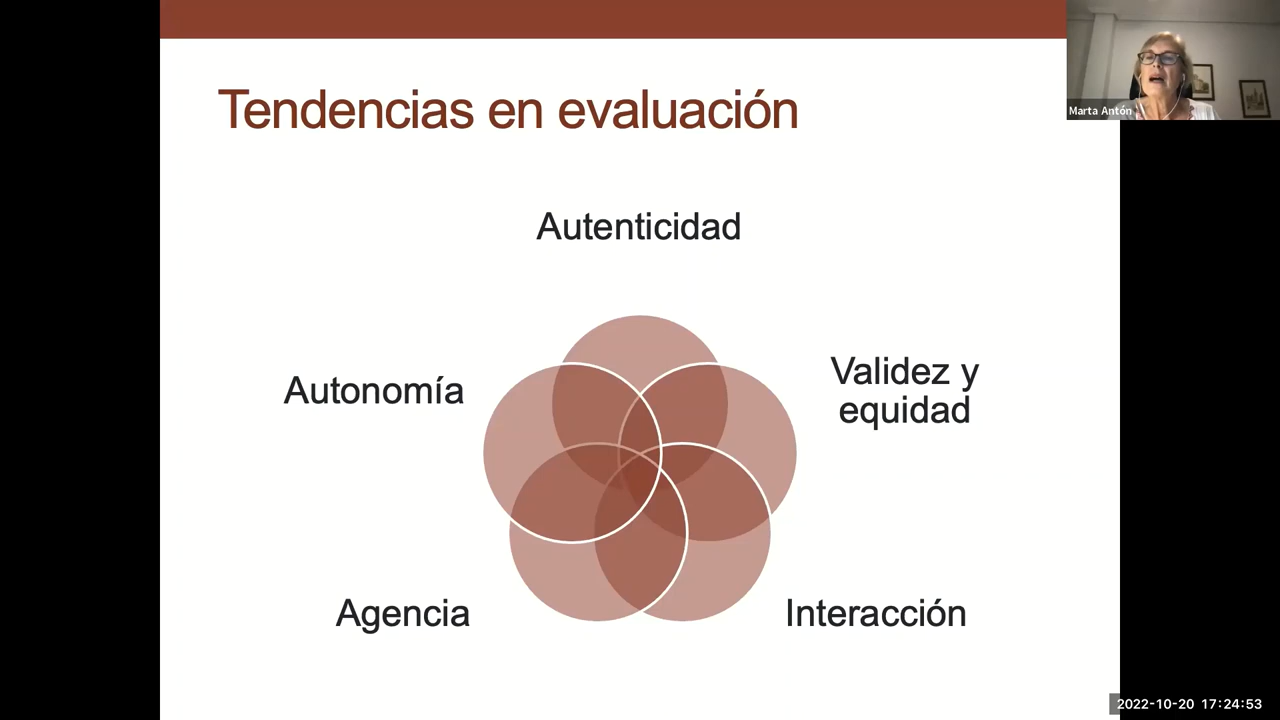 Tendencias en evaluación
Marta Antón
Autenticidad
Validez y
equidad
Autonomía
Agencia
Interacción
2022-10-20 17:24:53